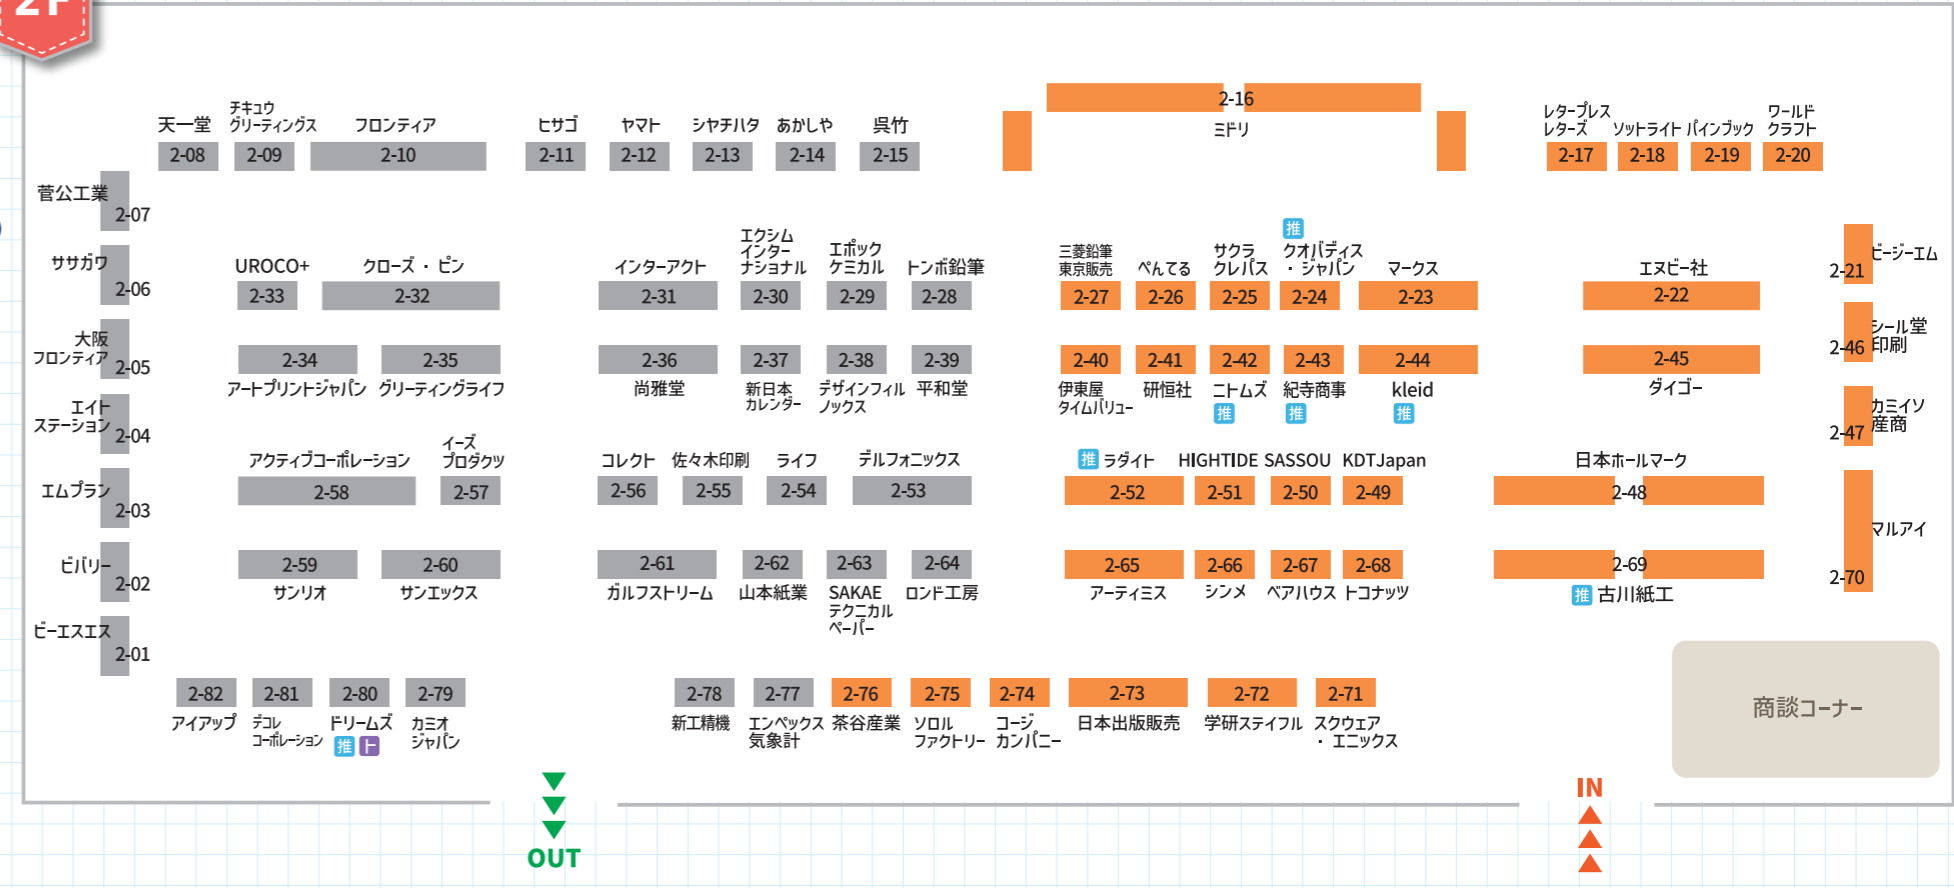 2F
2-16
ミドリ
天一堂
2-08
チキュウ
グリーティングス
2-09
フロンティア
2-10
ヒサゴ
2-11
ヤマト
2-12
シヤチハタ
2-13
あかしや
2-14
呉竹
2-15
レタープレス
レターズ
2-17
ソットライト
2-18
パインブック
2-19
ワールド
クラフト
2-20
菅公工業
2-07
ササガワ
2-06
大阪
フロンティア
2-05
エイト
ステーション
2-04
エムプラン
2-03
ビバリー
2-02
ビーエスエス
2-01
UROCO+
2-33
クローズ・ピン
2-32
インターアクト
2-31
エクシム
インター
ナショナル
2-30
エポック
ケミカル
2-29
トンボ鉛筆
2-28
三菱鉛筆
東京販売
2-27
ぺんてる
2-26
サクラ
クレパス
2-25
推
クオバディス
・ジャパン
2-24
マークス
2-23
エヌビー社
2-22
ビージーエム
2-21
シール堂
印刷
2-46
カミイソ
産商
2-47
マルアイ
2-70
2-34
アートプリントジャパン
2-35
グリーティングライフ
2-36
尚雅堂
2-37
新日本
カレンダー
2-38
デザインフィル
ノックス
2-39
平和堂
2-40
伊東屋
タイムバリュー
2-41
研恒社
2-42
ニトムズ
推
2-43
紀寺商事
推
2-44
kleid
推
2-45
ダイゴー
アクティブコーポレーション
2-58
イーズ
プロダクツ
2-57
コレクト
2-56
佐々木印刷
2-55
ライフ
2-54
デルフォニックス
2-53
推 ラダイト
2-52
HIGHTIDE
2-51
SASSOU
2-50
KDTJapan
2-49
日本ホールマーク
2-48
2-59
サンリオ
2-60
サンエックス
2-61
ガルフストリーム
2-62
山本紙業
2-63
SAKAE
テクニカル
ペーパー
2-64
ロンド工房
2-65
アーティミス
2-66
シンメ
2-67
ベアハウス
2-68
トコナッツ
2-69
推 古川紙工
2-82
アイアップ
2-81
デコレ
コーポレーション
2-80
ドリームズ
推 ト
2-79
カミオ
ジャパン
2-78
新工精機
2-77
エンペックス
気象計
2-76
茶谷産業
2-75
ソロル
ファクトリー
2-74
コージ
カンパニー
2-73
日本出版販売
2-72
学研ステイフル
2-71
スクウェア
・エニックス
商談コーナー
OUT
IN